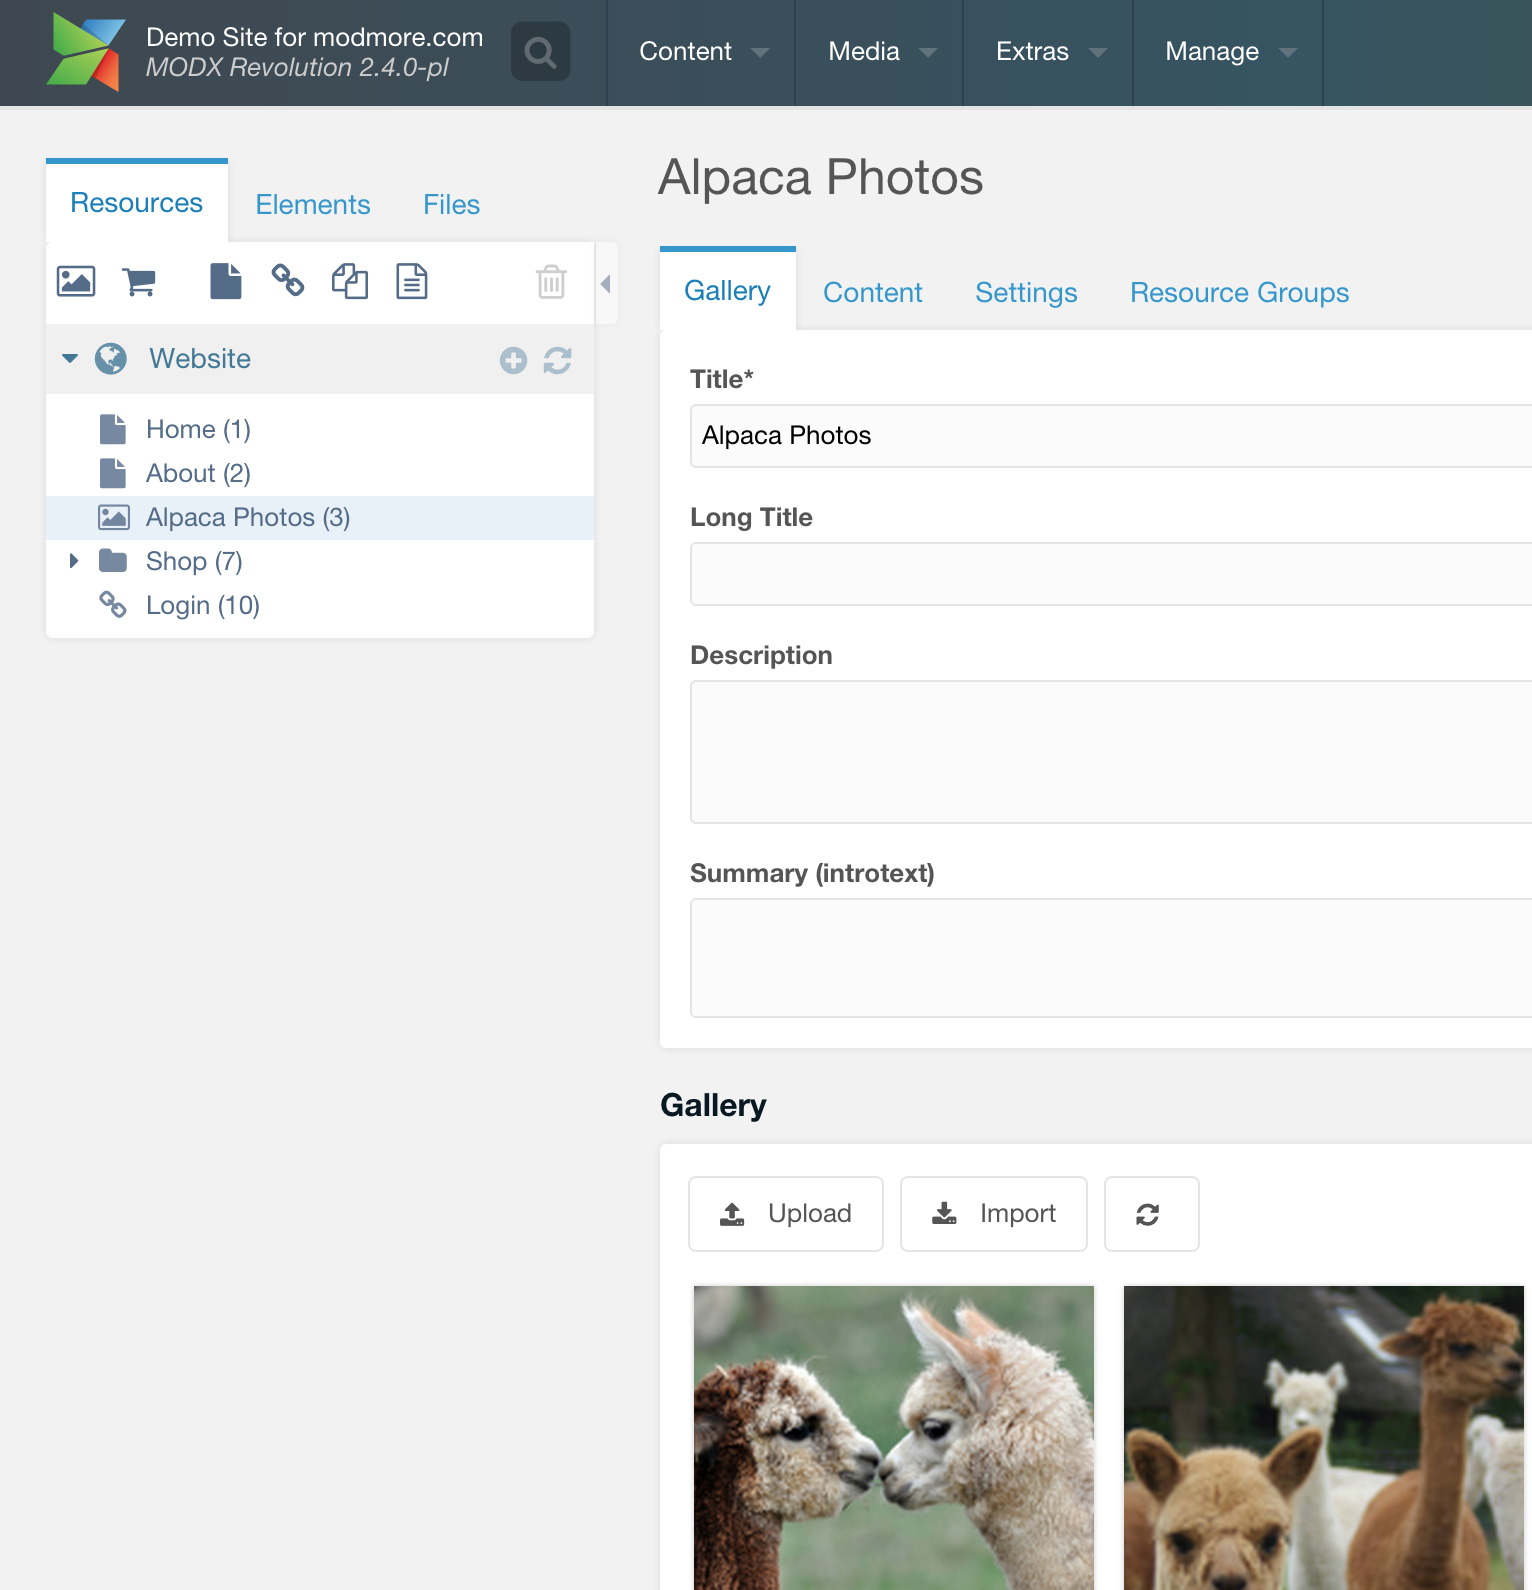 Demo Site for modmore.com
MODX Revolution 2.4.0-pl
Content
Media
Extras
Manage
Resources
Elements
Files
Website
Home (1)
About (2)
Alpaca Photos (3)
Shop (7)
Login (10)
Alpaca Photos
Gallery
Content
Settings
Resource Groups
Title*
Alpaca Photos
Long Title
Description
Summary (introtext)
Gallery
Upload
Import